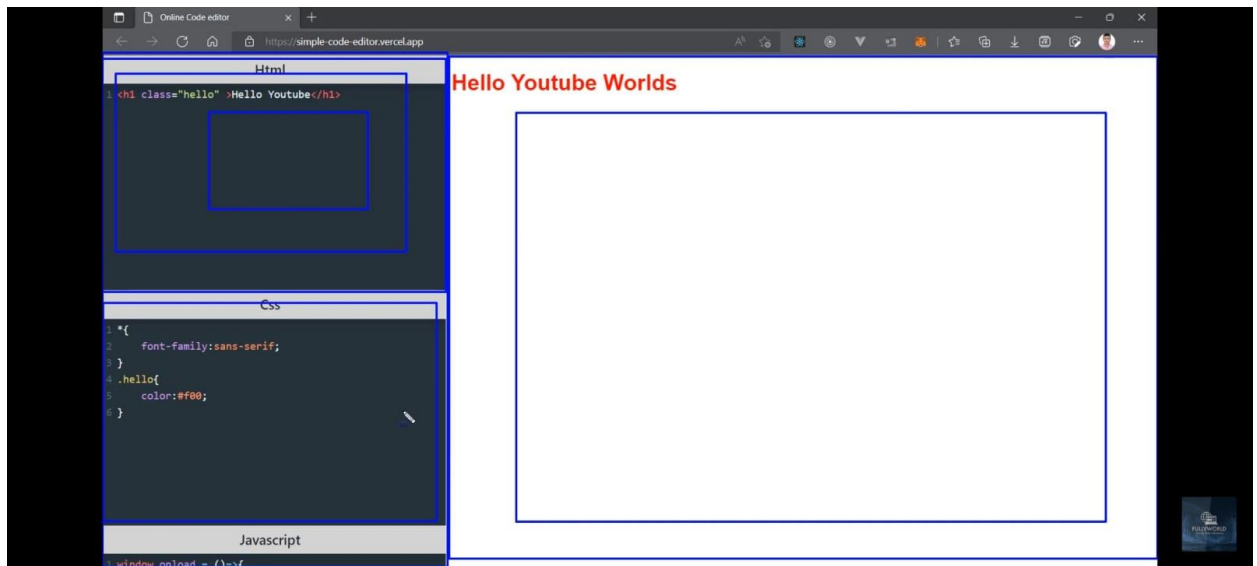 Online Code editor
https://simple-code-editor.vercel.app
Html
1 <h1 class="hello" >Hello Youtube</h1>
Css
1 *{
2 font-family:sans-serif;
3 }
4 .hello{
5 color:#f00;
6 }
Javascript
1 window.onload = ()=>{
Hello Youtube Worlds
FULLYWORLD